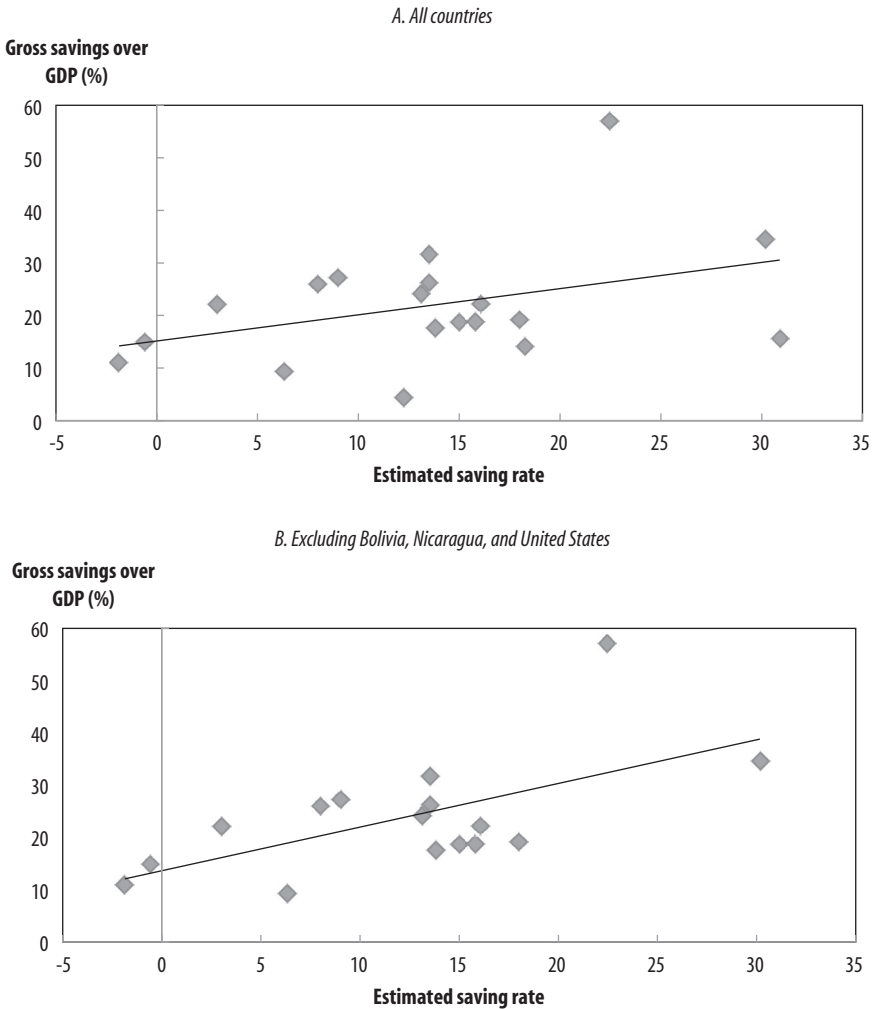 A. All countries
Gross savings over
GDP (%)
60
50
40
30
20
10
0
-5 0 5 10 15 20 25 30 35
Estimated saving rate
B. Excluding Bolivia, Nicaragua, and United States
Gross savings over
GDP (%)
60
50
40
30
20
10
0
-5 0 5 10 15 20 25 30 35
Estimated saving rate